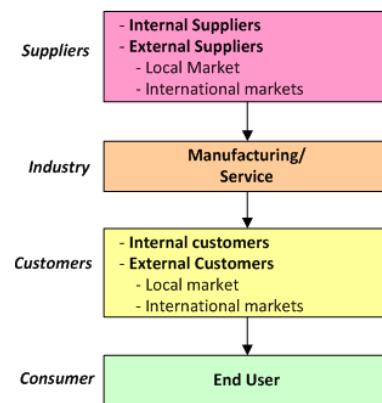 Suppliers
- Internal Suppliers
- External Suppliers
- Local Market
- International markets
Industry
Manufacturing/
Service
Customers
- Internal customers
- External Customers
- Local market
- International markets
Consumer
End User